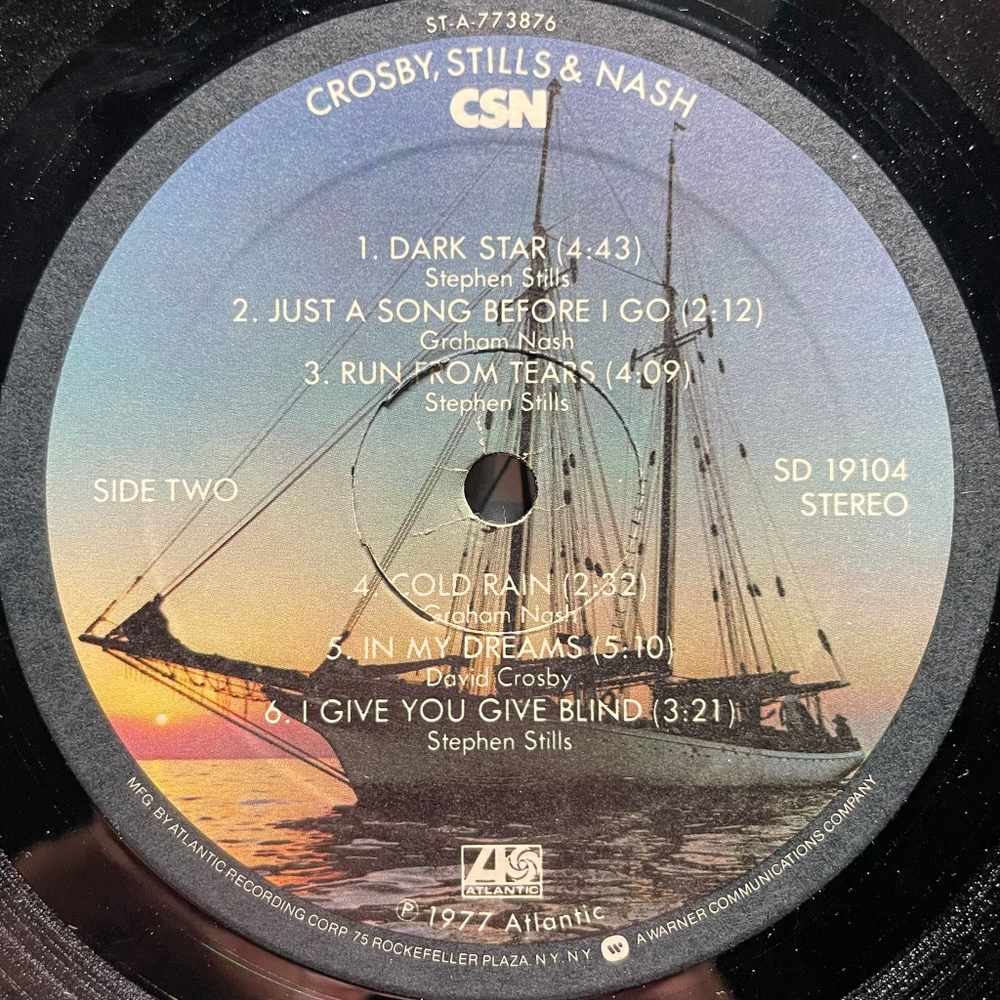 ST-A-773876
CROSBY, STILLS & NASH
CSN
1. DARK STAR (4:43)
Stephen Stills
2. JUST A SONG BEFORE I GO (2:12)
Graham Nash
3. RUN FROM TEARS (4:09)
Stephen Stills
SIDE TWO
SD 19104
STEREO
4. COLD RAIN (2:32)
Graham Nash
5. IN MY DREAMS (5:10)
David Crosby
6. I GIVE YOU GIVE BLIND (3:21)
Stephen Stills
ATLANTIC
℗ 1977 Atlantic
MFG. BY ATLANTIC RECORDING CORP 75 ROCKEFELLER PLAZA. N.Y. N.Y. W A WARNER COMMUNICATIONS COMPANY